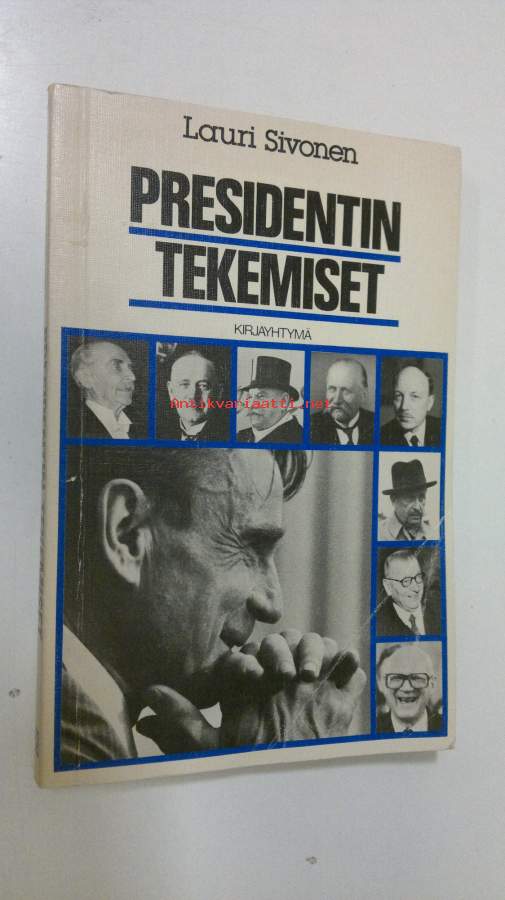 Lauri Sivonen
PRESIDENTIN
TEKEMISET
KIRJAYHTYMÄ
Antikvariaatti.net